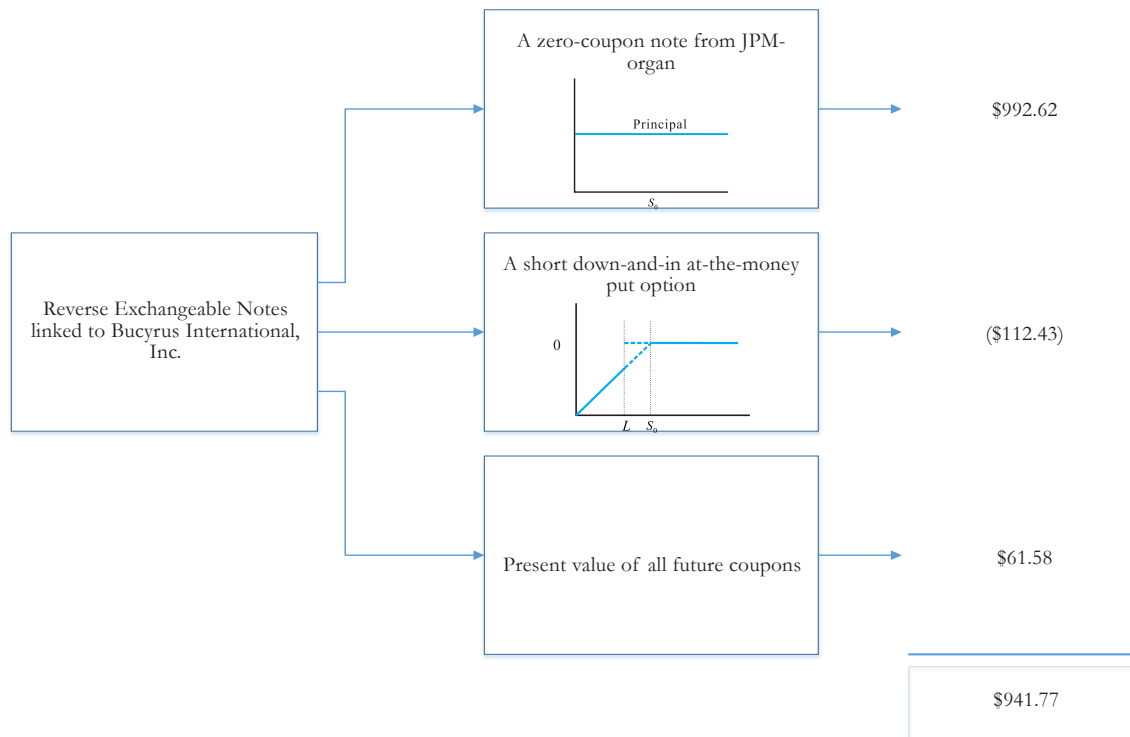 A zero-coupon note from JPM-
organ
Principal
S₀
$992.62
Reverse Exchangeable Notes
linked to Bucyrus International,
Inc.
A short down-and-in at-the-money
put option
0
L S₀
($112.43)
Present value of all future coupons
$61.58
$941.77